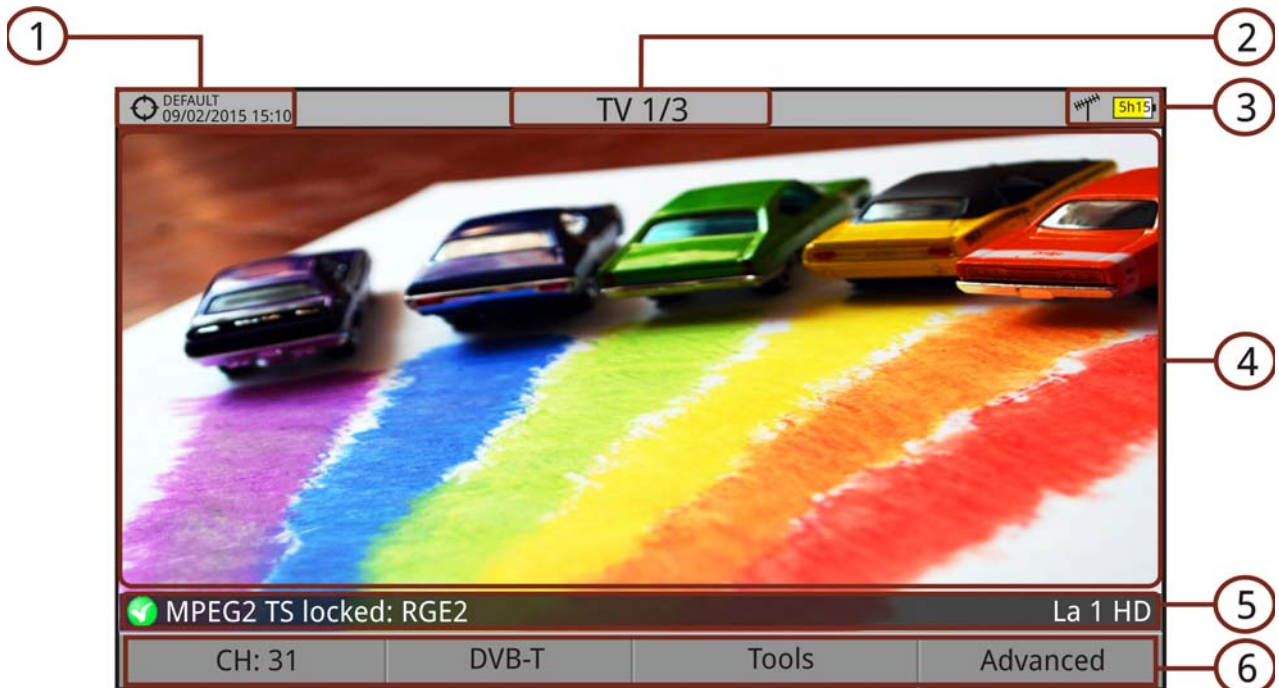 1
2
DEFAULT
09/02/2015 15:10
TV 1/3
5h15
3
4
MPEG2 TS locked: RGE2 La 1 HD
5
CH: 31 DVB-T Tools Advanced
6